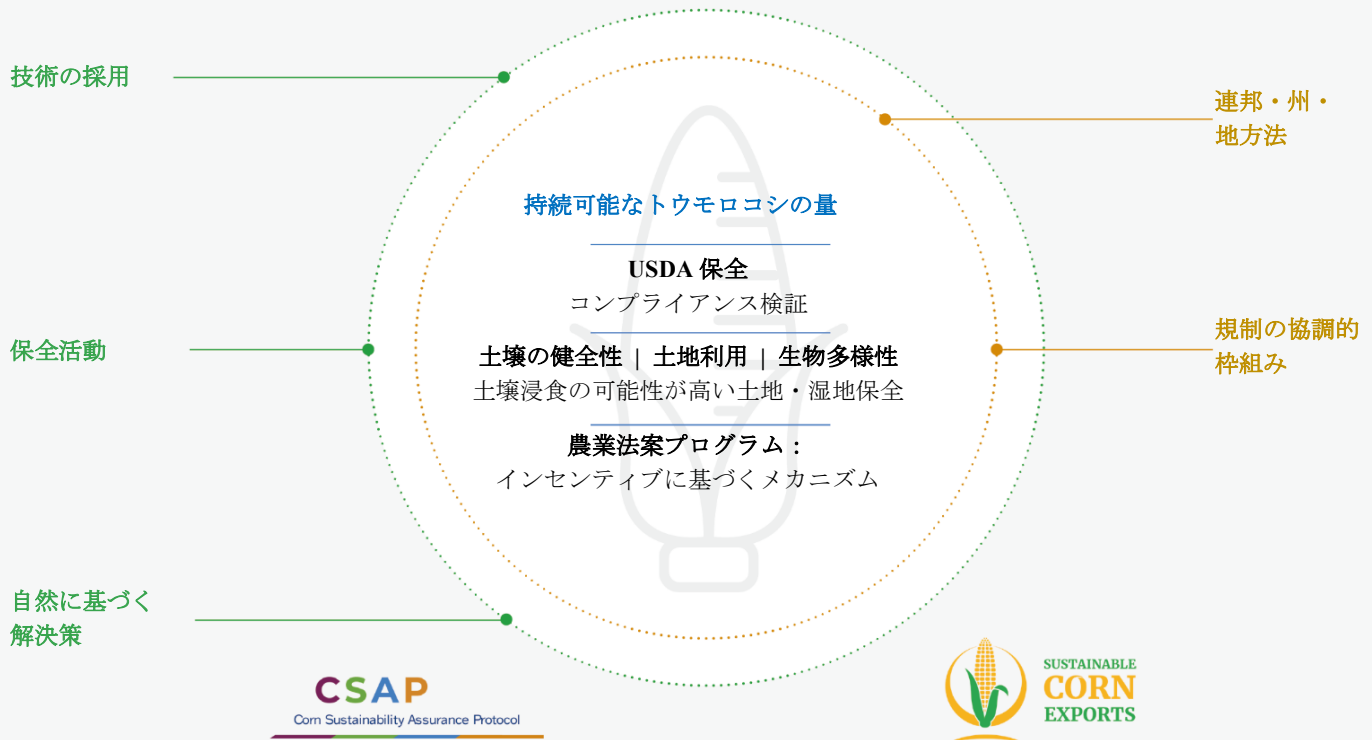 技術の採用
連邦・州・
地方法
持続可能なトウモロコシの量
USDA 保全
コンプライアンス検証
保全活動
規制の協調的
枠組み
土壌の健全性 | 土地利用 | 生物多様性
土壌浸食の可能性が高い土地・湿地保全
農業法案プログラム：
インセンティブに基づくメカニズム
自然に基づく
解決策
CSAP
Corn Sustainability Assurance Protocol
SUSTAINABLE
CORN
EXPORTS